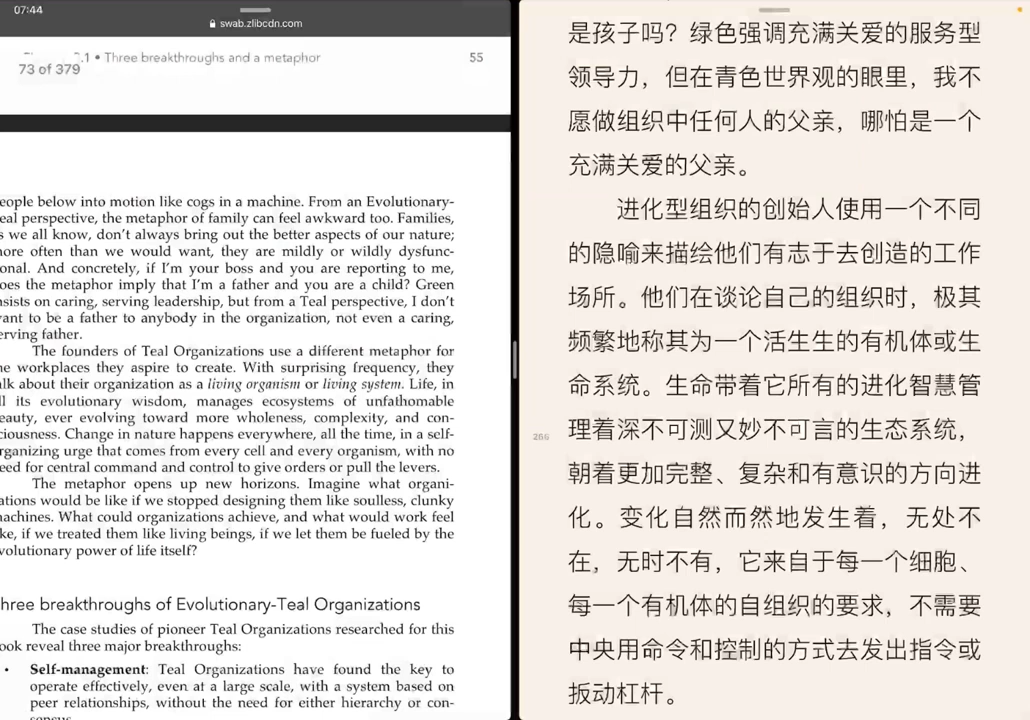 07:44
swab.zlibcdn.com
.1 • Three breakthroughs and a metaphor 55
73 of 379
eople below into motion like cogs in a machine. From an Evolutionary-
eal perspective, the metaphor of family can feel awkward too. Families,
s we all know, don't always bring out the better aspects of our nature;
ore often than we would want, they are mildly or wildly dysfunc-
onal. And concretely, if I'm your boss and you are reporting to me,
oes the metaphor imply that I'm a father and you are a child? Green
sists on caring, serving leadership, but from a Teal perspective, I don't
ant to be a father to anybody in the organization, not even a caring,
erving father.
The founders of Teal Organizations use a different metaphor for
e workplaces they aspire to create. With surprising frequency, they
lk about their organization as a living organism or living system. Life, in
ll its evolutionary wisdom, manages ecosystems of unfathomable
eauty, ever evolving toward more wholeness, complexity, and con-
ciousness. Change in nature happens everywhere, all the time, in a self-
rganizing urge that comes from every cell and every organism, with no
eed for central command and control to give orders or pull the levers.
The metaphor opens up new horizons. Imagine what organi-
ations would be like if we stopped designing them like soulless, clunky
achines. What could organizations achieve, and what would work feel
ke, if we treated them like living beings, if we let them be fueled by the
volutionary power of life itself?
hree breakthroughs of Evolutionary-Teal Organizations
The case studies of pioneer Teal Organizations researched for this
ook reveal three major breakthroughs:
• Self-management: Teal Organizations have found the key to
operate effectively, even at a large scale, with a system based on
peer relationships, without the need for either hierarchy or con-
sensus
是孩子吗？绿色强调充满关爱的服务型
领导力，但在青色世界观的眼里，我不
愿做组织中任何人的父亲，哪怕是一个
充满关爱的父亲。
进化型组织的创始人使用一个不同
的隐喻来描绘他们有志于去创造的工作
场所。他们在谈论自己的组织时，极其
频繁地称其为一个活生生的有机体或生
命系统。生命带着它所有的进化智慧管
理着深不可测又妙不可言的生态系统，
朝着更加完整、复杂和有意识的方向进
化。变化自然而然地发生着，无处不
在，无时不有，它来自于每一个细胞、
每一个有机体的自组织的要求，不需要
中央用命令和控制的方式去发出指令或
扳动杠杆。